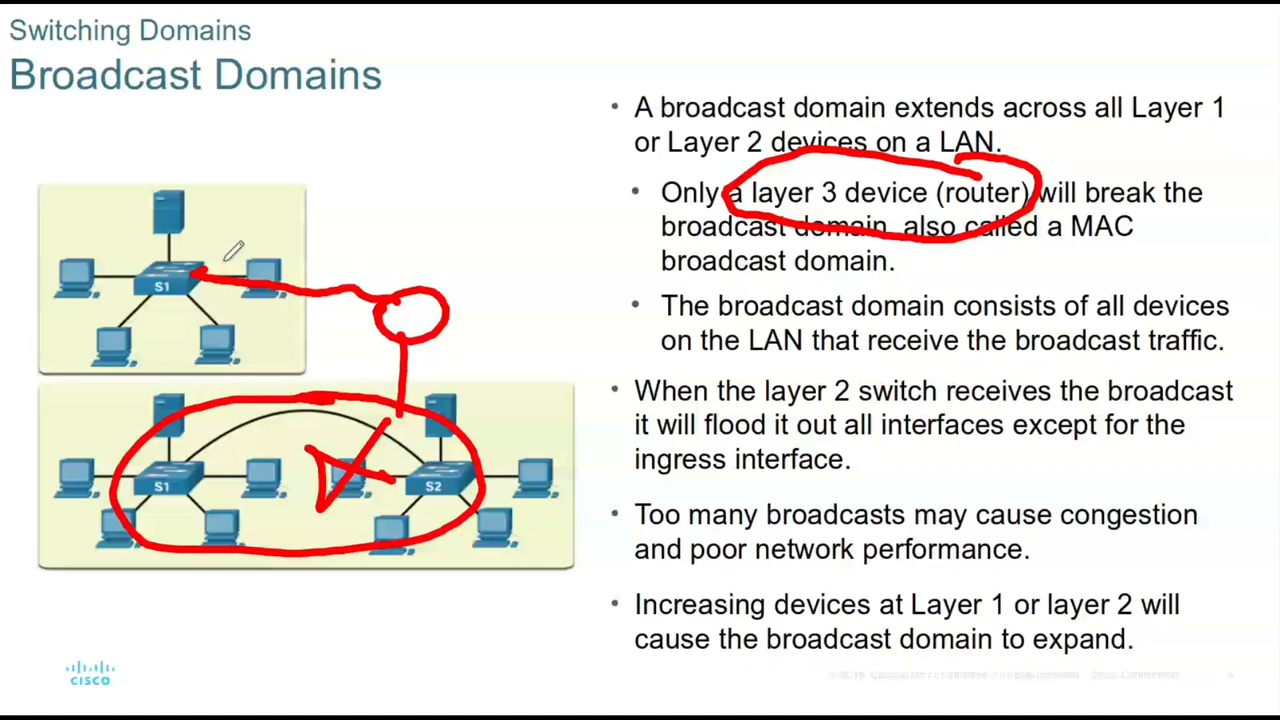 Switching Domains
Broadcast Domains
• A broadcast domain extends across all Layer 1
or Layer 2 devices on a LAN.
• Only a layer 3 device (router) will break the
broadcast domain, also called a MAC
broadcast domain.
• The broadcast domain consists of all devices
on the LAN that receive the broadcast traffic.
• When the layer 2 switch receives the broadcast
it will flood it out all interfaces except for the
ingress interface.
• Too many broadcasts may cause congestion
and poor network performance.
• Increasing devices at Layer 1 or layer 2 will
cause the broadcast domain to expand.
S1
S1
S2
CISCO